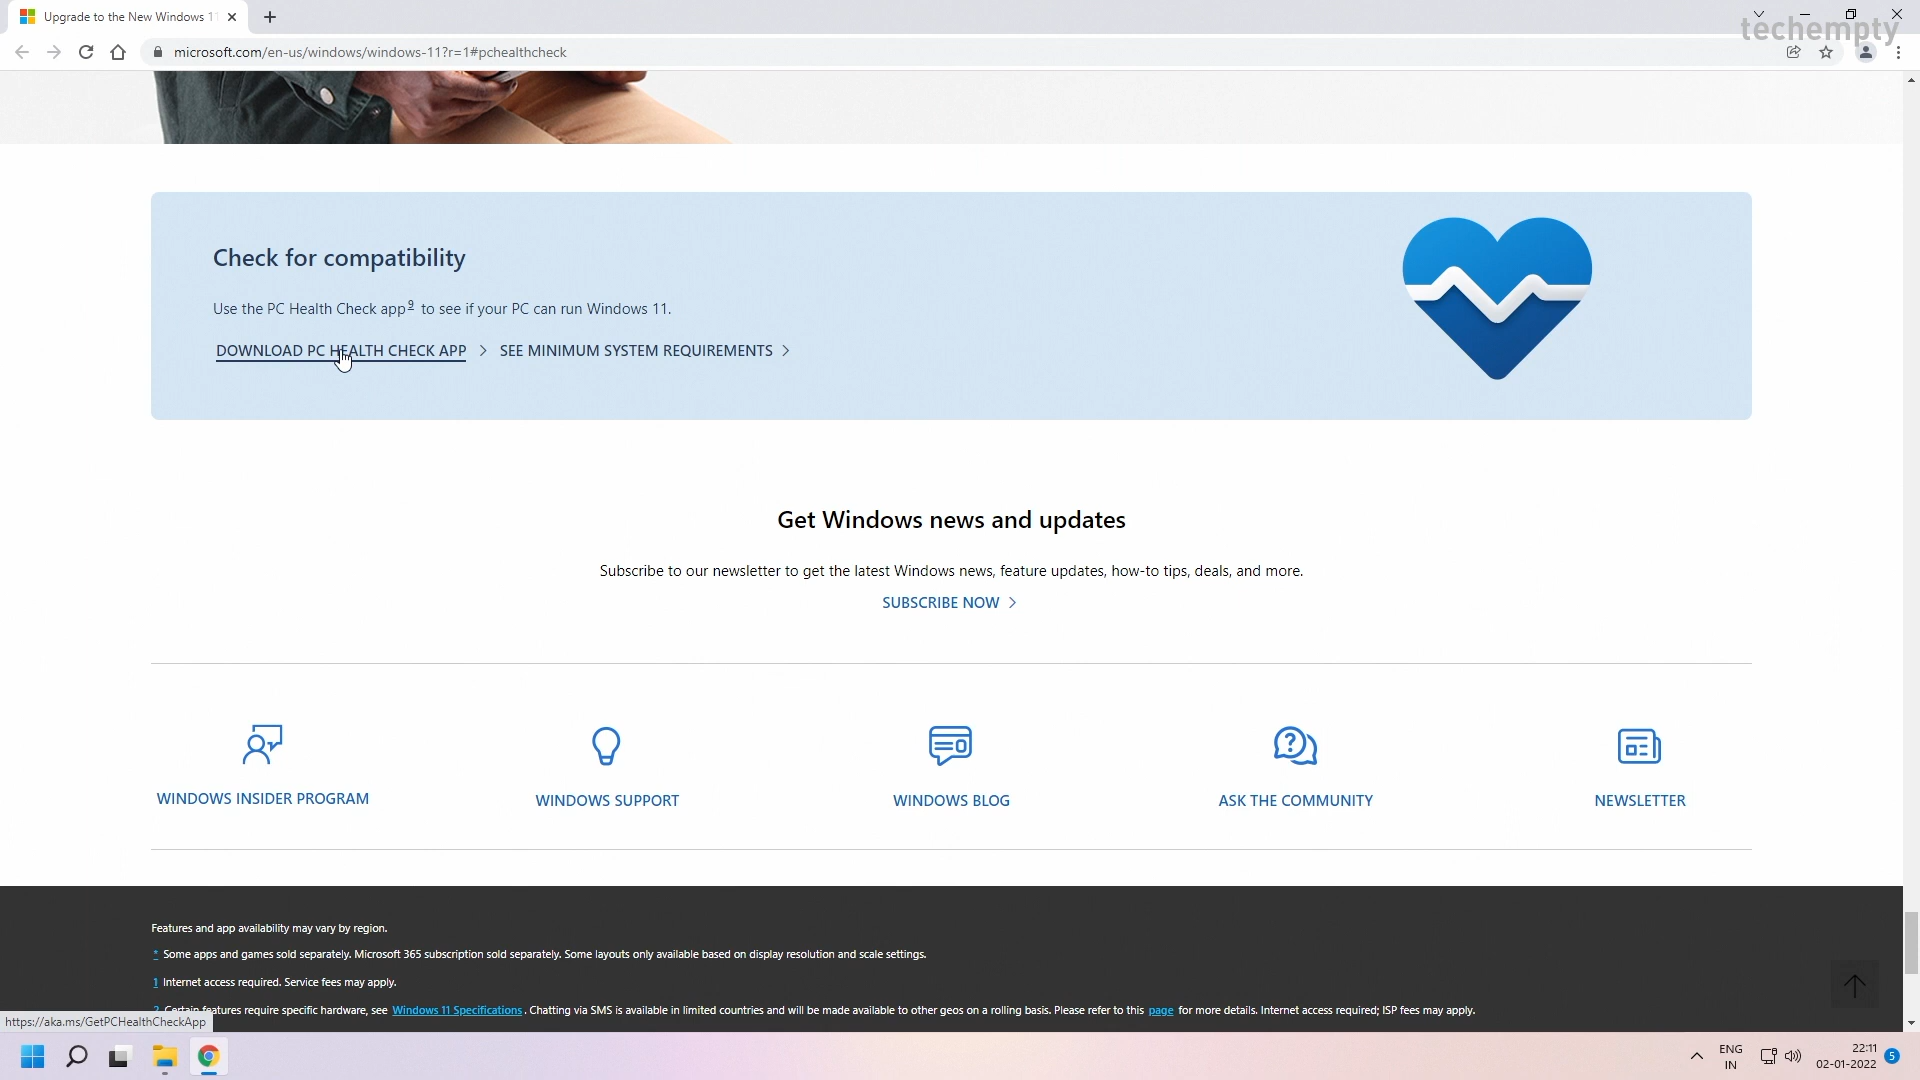 Upgrade to the New Windows 11
techempty
microsoft.com/en-us/windows/windows-11?r=1#pchealthcheck
Check for compatibility
Use the PC Health Check app9 to see if your PC can run Windows 11.
DOWNLOAD PC HEALTH CHECK APP > SEE MINIMUM SYSTEM REQUIREMENTS >
Get Windows news and updates
Subscribe to our newsletter to get the latest Windows news, feature updates, how-to tips, deals, and more.
SUBSCRIBE NOW >
WINDOWS INSIDER PROGRAM
WINDOWS SUPPORT
WINDOWS BLOG
ASK THE COMMUNITY
NEWSLETTER
Features and app availability may vary by region.
* Some apps and games sold separately. Microsoft 365 subscription sold separately. Some layouts only available based on display resolution and scale settings.
1 Internet access required. Service fees may apply.
2 Certain features require specific hardware, see Windows 11 Specifications. Chatting via SMS is available in limited countries and will be made available to other geos on a rolling basis. Please refer to this page for more details. Internet access required; ISP fees may apply.
https://aka.ms/GetPCHealthCheckApp
ENG
IN
22:11
02-01-2022
5